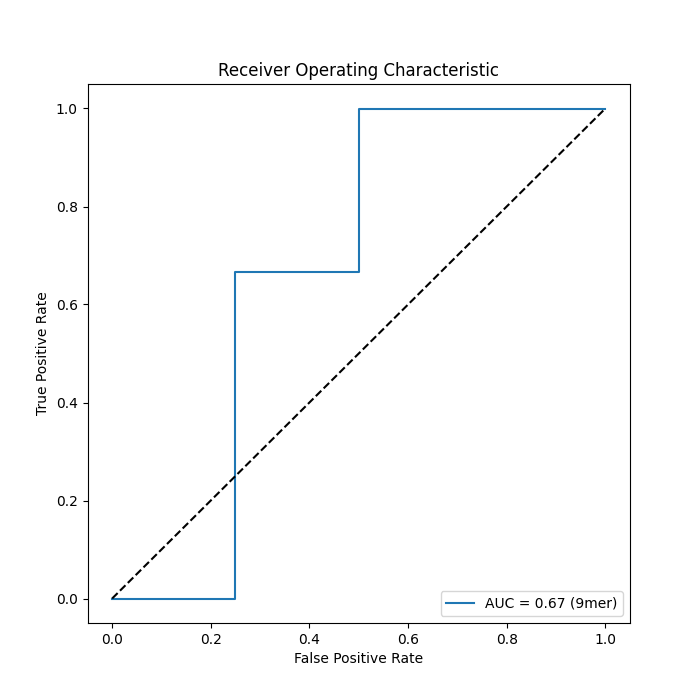 Receiver Operating Characteristic
1.0
0.8
0.6
0.4
0.2
0.0
True Positive Rate
0.0 0.2 0.4 0.6 0.8 1.0
False Positive Rate
AUC = 0.67 (9mer)